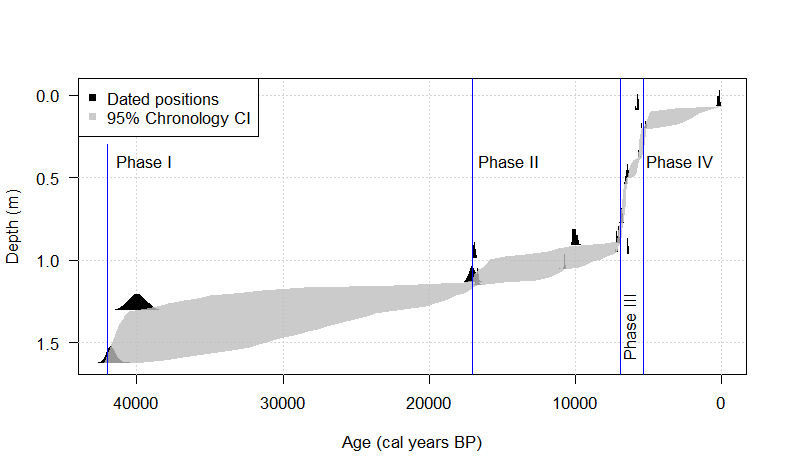 Dated positions
95% Chronology CI
Phase I
Phase II
Phase IV
Phase III
0.0
0.5
1.0
1.5
Depth (m)
40000
30000
20000
10000
0
Age (cal years BP)